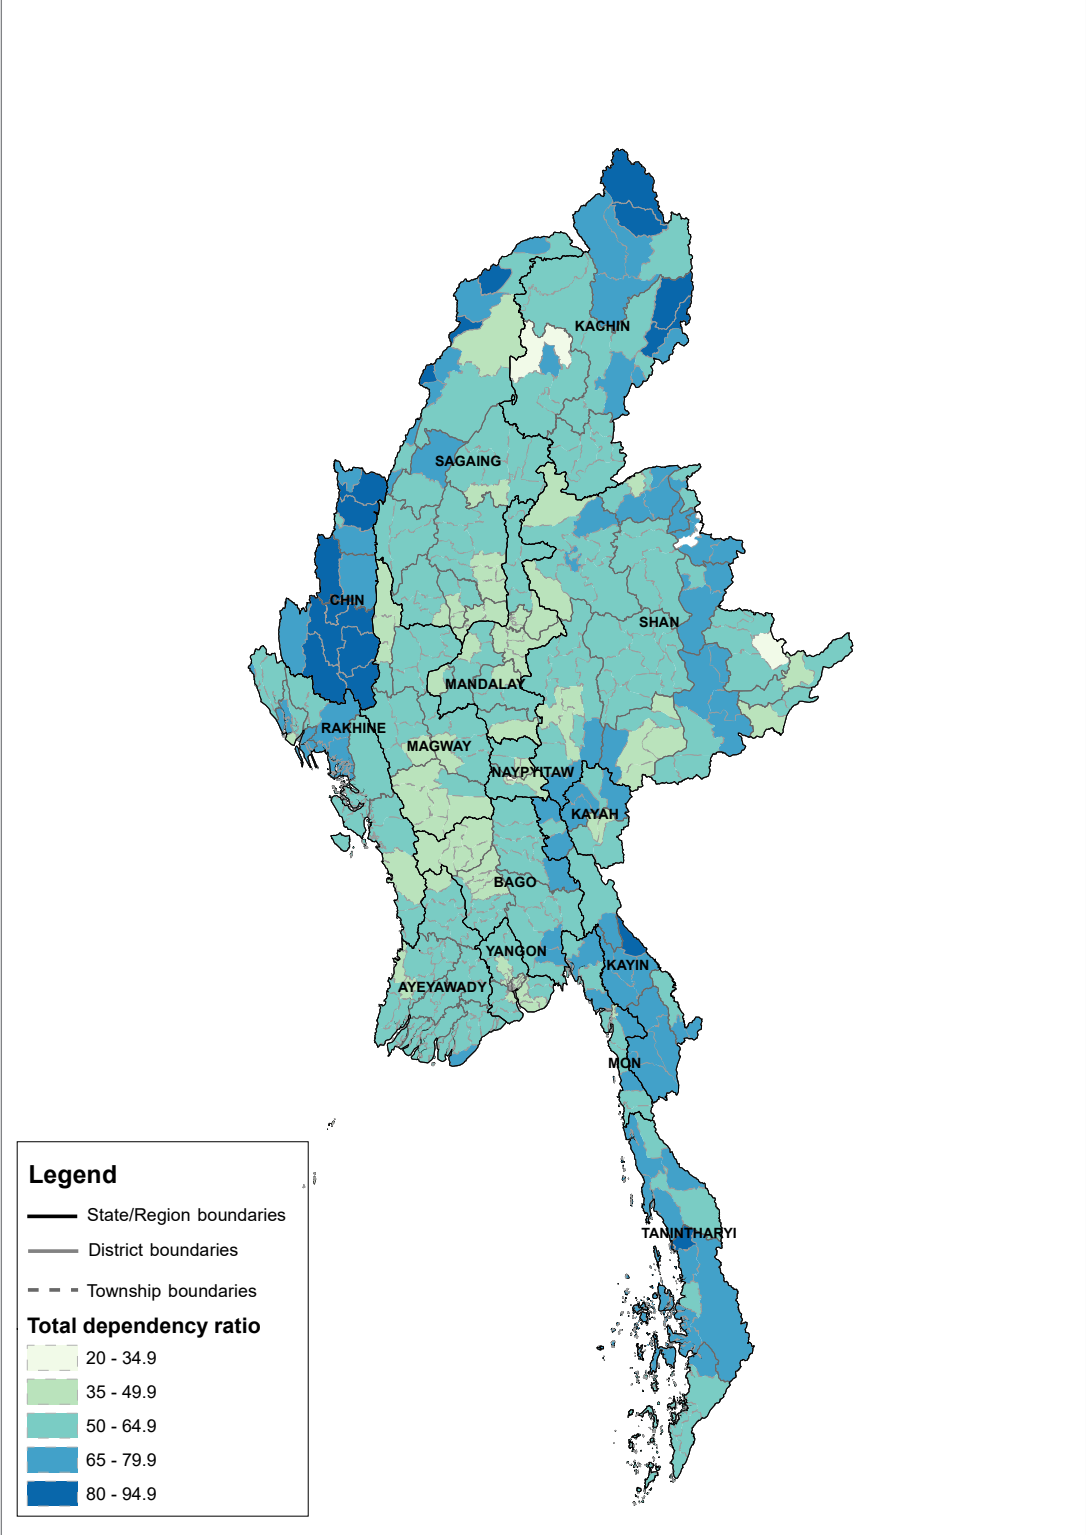 KACHIN
SAGAING
CHIN
SHAN
MANDALAY
RAKHINE
MAGWAY
NAYPYITAW
KAYAH
BAGO
YANGON
KAYIN
AYEYAWADY
MON
TANINTHARYI
Legend
State/Region boundaries
District boundaries
Township boundaries
Total dependency ratio
20 - 34.9
35 - 49.9
50 - 64.9
65 - 79.9
80 - 94.9